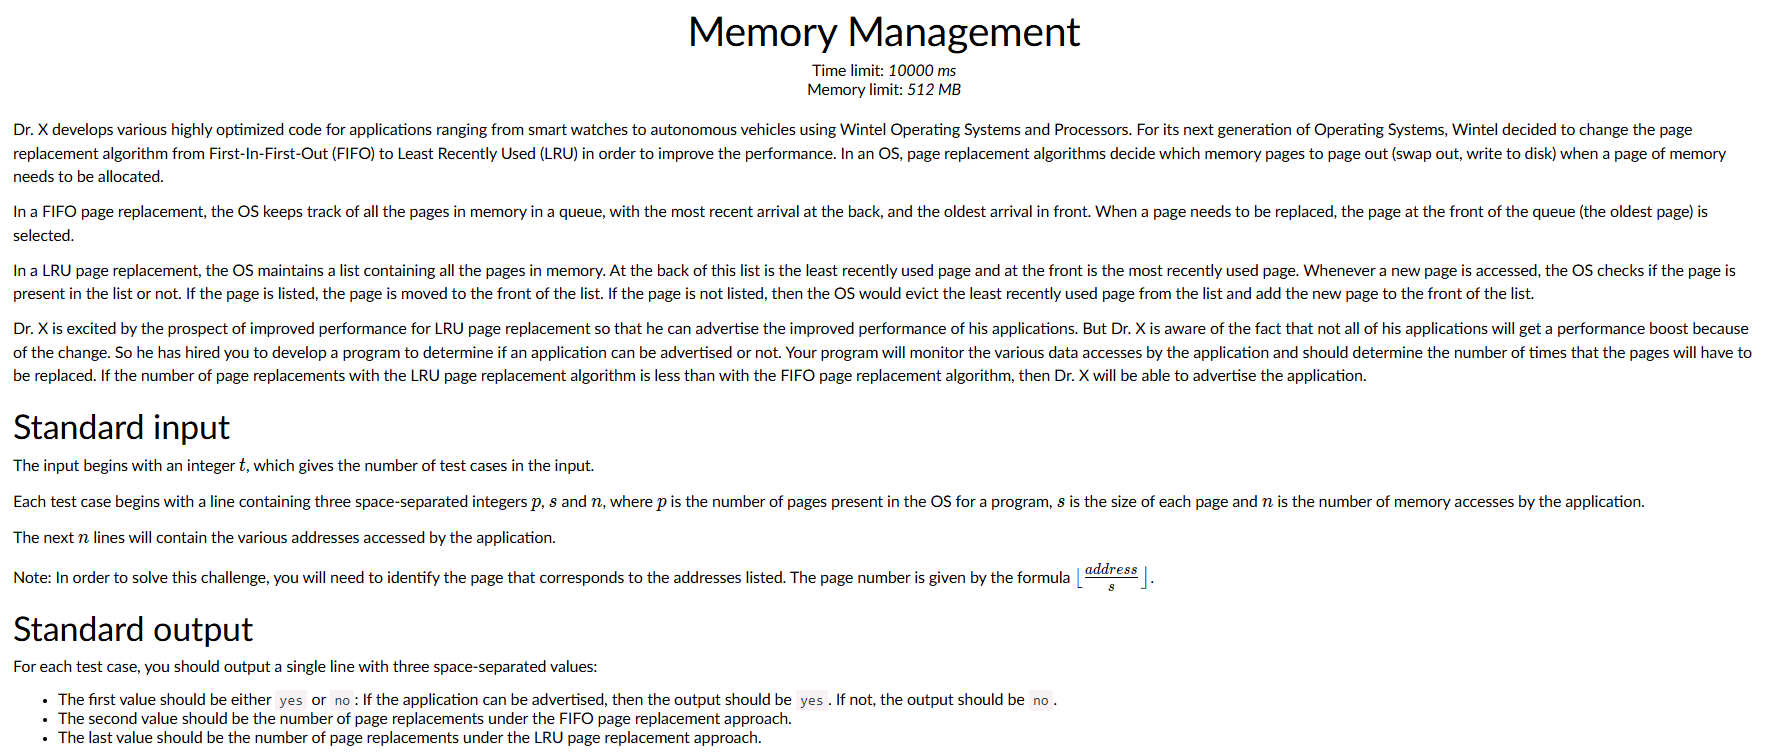 Memory Management
Time limit: 10000 ms
Memory limit: 512 MB
Dr. X develops various highly optimized code for applications ranging from smart watches to autonomous vehicles using Wintel Operating Systems and Processors. For its next generation of Operating Systems, Wintel decided to change the page
replacement algorithm from First-In-First-Out (FIFO) to Least Recently Used (LRU) in order to improve the performance. In an OS, page replacement algorithms decide which memory pages to page out (swap out, write to disk) when a page of memory
needs to be allocated.
In a FIFO page replacement, the OS keeps track of all the pages in memory in a queue, with the most recent arrival at the back, and the oldest arrival in front. When a page needs to be replaced, the page at the front of the queue (the oldest page) is
selected.
In a LRU page replacement, the OS maintains a list containing all the pages in memory. At the back of this list is the least recently used page and at the front is the most recently used page. Whenever a new page is accessed, the OS checks if the page is
present in the list or not. If the page is listed, the page is moved to the front of the list. If the page is not listed, then the OS would evict the least recently used page from the list and add the new page to the front of the list.
Dr. X is excited by the prospect of improved performance for LRU page replacement so that he can advertise the improved performance of his applications. But Dr. X is aware of the fact that not all of his applications will get a performance boost because
of the change. So he has hired you to develop a program to determine if an application can be advertised or not. Your program will monitor the various data accesses by the application and should determine the number of times that the pages will have to
be replaced. If the number of page replacements with the LRU page replacement algorithm is less than with the FIFO page replacement algorithm, then Dr. X will be able to advertise the application.
Standard input
The input begins with an integer t, which gives the number of test cases in the input.
Each test case begins with a line containing three space-separated integers p, s and n, where p is the number of pages present in the OS for a program, s is the size of each page and n is the number of memory accesses by the application.
The next n lines will contain the various addresses accessed by the application.
Note: In order to solve this challenge, you will need to identify the page that corresponds to the addresses listed. The page number is given by the formula ⌊address/s⌋.
Standard output
For each test case, you should output a single line with three space-separated values:
• The first value should be either yes or no : If the application can be advertised, then the output should be yes . If not, the output should be no .
• The second value should be the number of page replacements under the FIFO page replacement approach.
• The last value should be the number of page replacements under the LRU page replacement approach.